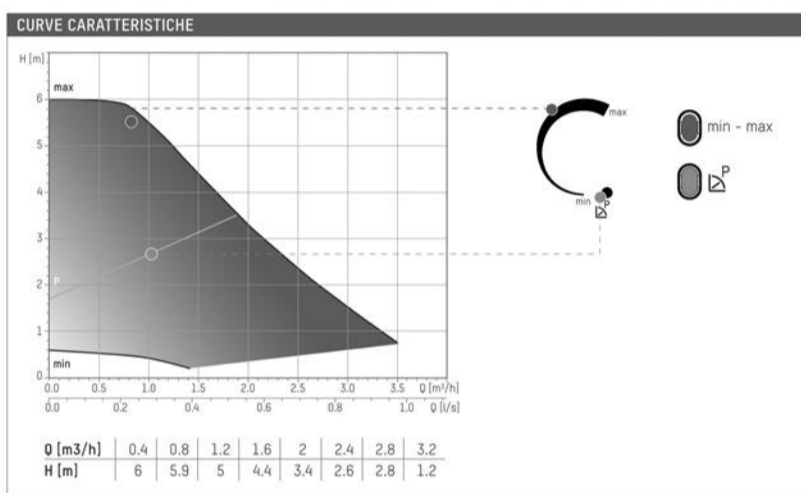 CURVE CARATTERISTICHE
H [m]
max
6
5
4
3
2
1
0
P
min
0.0 0.5 1.0 1.5 2.0 2.5 3.0 3.5 Q [m³/h]
0.0 0.2 0.4 0.6 0.8 1.0 Q [l/s]
max
min
P
min - max
P
Q [m3/h] 0.4 0.8 1.2 1.6 2 2.4 2.8 3.2
H [m] 6 5.9 5 4.4 3.4 2.6 2.8 1.2